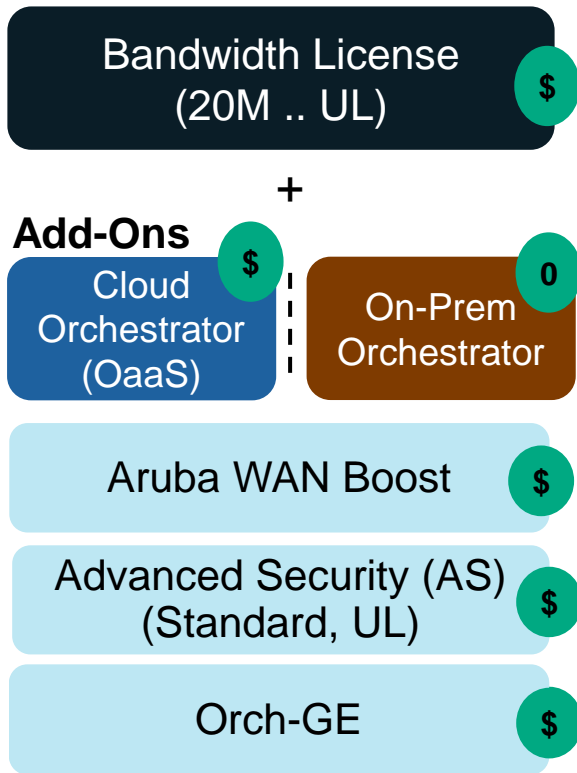 Bandwidth License
(20M .. UL)
$
+
Add-Ons
$
Cloud
Orchestrator
(OaaS)
0
On-Prem
Orchestrator
Aruba WAN Boost
$
Advanced Security (AS)
(Standard, UL)
$
Orch-GE
$